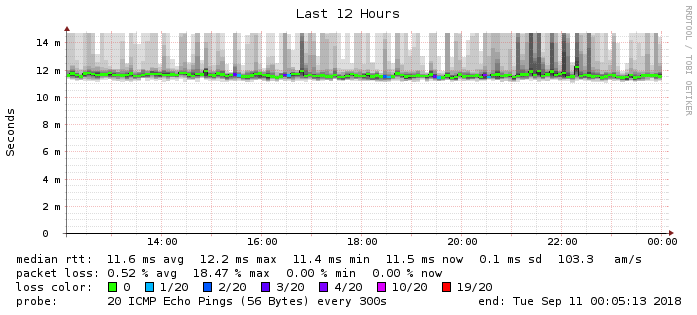 Last 12 Hours
RRDTOOL / TOBI OETIKER
Seconds
14 m
12 m
10 m
8 m
6 m
4 m
2 m
0
14:00 16:00 18:00 20:00 22:00 00:00
median rtt: 11.6 ms avg 12.2 ms max 11.4 ms min 11.5 ms now 0.1 ms sd 103.3 am/s
packet loss: 0.52 % avg 18.47 % max 0.00 % min 0.00 % now
loss color: 0 1/20 2/20 3/20 4/20 10/20 19/20
probe: 20 ICMP Echo Pings (56 Bytes) every 300s end: Tue Sep 11 00:05:13 2018